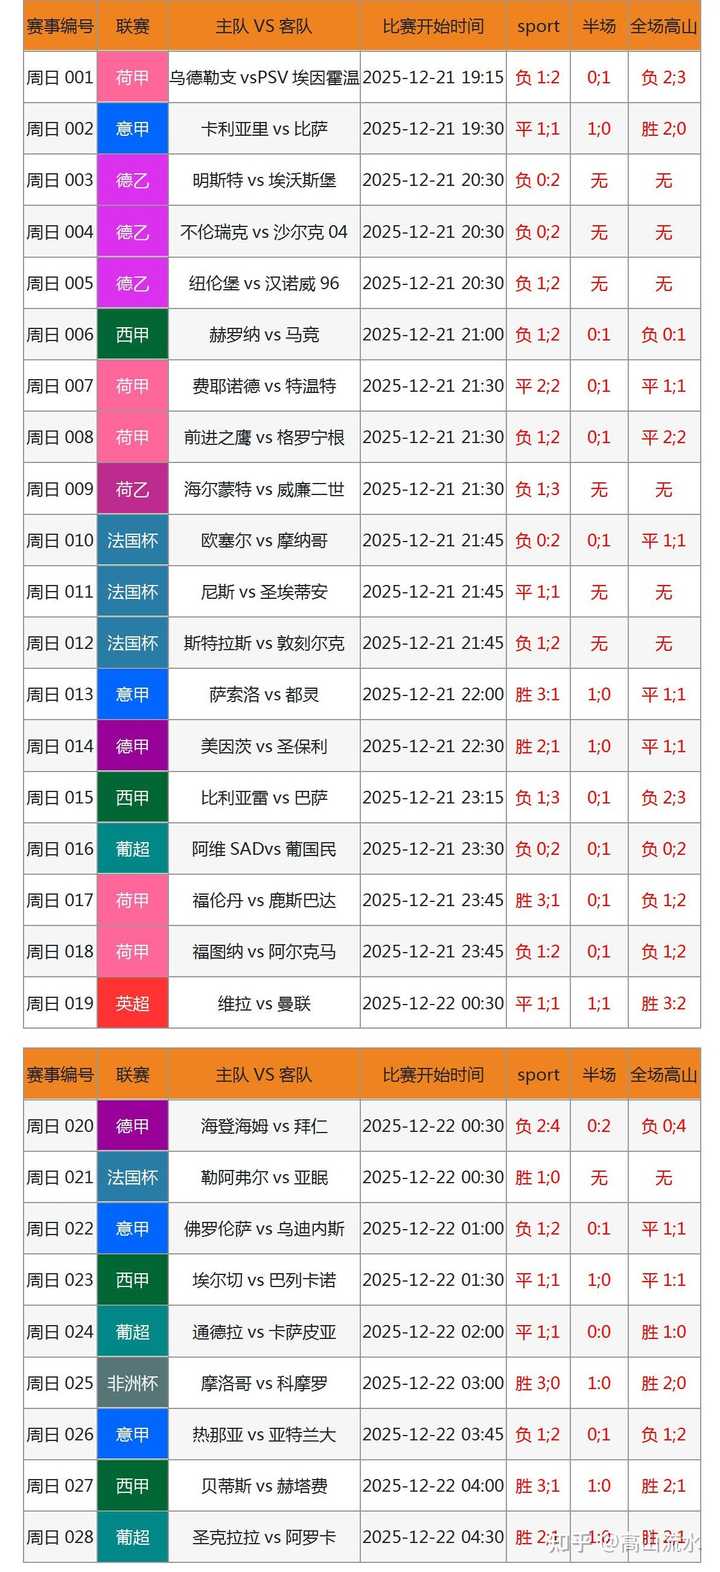 赛事编号 联赛 主队 VS 客队 比赛开始时间 sport 半场 全场高山
周日 001 荷甲 乌德勒支 vsPSV 埃因霍温 2025-12-21 19:15 负 1:2 0;1 负 2;3
周日 002 意甲 卡利亚里 vs 比萨 2025-12-21 19:30 平 1;1 1;0 胜 2;0
周日 003 德乙 明斯特 vs 埃沃斯堡 2025-12-21 20:30 负 0:2 无 无
周日 004 德乙 不伦瑞克 vs 沙尔克 04 2025-12-21 20:30 负 0;2 无 无
周日 005 德乙 纽伦堡 vs 汉诺威 96 2025-12-21 20:30 负 1;2 无 无
周日 006 西甲 赫罗纳 vs 马竞 2025-12-21 21:00 负 1;2 0:1 负 0:1
周日 007 荷甲 费耶诺德 vs 特温特 2025-12-21 21:30 平 2;2 0;1 平 1;1
周日 008 荷甲 前进之鹰 vs 格罗宁根 2025-12-21 21:30 负 1;2 0;1 平 2;2
周日 009 荷乙 海尔蒙特 vs 威廉二世 2025-12-21 21:30 负 1;3 无 无
周日 010 法国杯 欧塞尔 vs 摩纳哥 2025-12-21 21:45 负 0:2 0;1 平 1;1
周日 011 法国杯 尼斯 vs 圣埃蒂安 2025-12-21 21:45 平 1;1 无 无
周日 012 法国杯 斯特拉斯 vs 敦刻尔克 2025-12-21 21:45 负 1;2 无 无
周日 013 意甲 萨索洛 vs 都灵 2025-12-21 22:00 胜 3:1 1;0 平 1;1
周日 014 德甲 美因茨 vs 圣保利 2025-12-21 22:30 胜 2;1 1;0 平 1;1
周日 015 西甲 比利亚雷 vs 巴萨 2025-12-21 23:15 负 1;3 0;1 负 2;3
周日 016 葡超 阿维 SADvs 葡国民 2025-12-21 23:30 负 0;2 0;1 负 0;2
周日 017 荷甲 福伦丹 vs 鹿斯巴达 2025-12-21 23:45 胜 3;1 0;1 负 1;2
周日 018 荷甲 福图纳 vs 阿尔克马 2025-12-21 23:45 负 1:2 0;1 负 1;2
周日 019 英超 维拉 vs 曼联 2025-12-22 00:30 平 1;1 1;1 胜 3:2
赛事编号 联赛 主队 VS 客队 比赛开始时间 sport 半场 全场高山
周日 020 德甲 海登海姆 vs 拜仁 2025-12-22 00:30 负 2:4 0:2 负 0;4
周日 021 法国杯 勒阿弗尔 vs 亚眠 2025-12-22 00:30 胜 1;0 无 无
周日 022 意甲 佛罗伦萨 vs 乌迪内斯 2025-12-22 01:00 负 1;2 0:1 平 1;1
周日 023 西甲 埃尔切 vs 巴列卡诺 2025-12-22 01:30 平 1;1 1;0 平 1:1
周日 024 葡超 通德拉 vs 卡萨皮亚 2025-12-22 02:00 平 1;1 0:0 胜 1:0
周日 025 非洲杯 摩洛哥 vs 科摩罗 2025-12-22 03:00 胜 3;0 1:0 胜 2;0
周日 026 意甲 热那亚 vs 亚特兰大 2025-12-22 03:45 负 1;2 0;1 负 1;2
周日 027 西甲 贝蒂斯 vs 赫塔费 2025-12-22 04:00 胜 3;1 1:0 胜 2;1
周日 028 葡超 圣克拉拉 vs 阿罗卡 2025-12-22 04:30 胜 2;1 1:0 胜 2;1
知乎 @高山流水